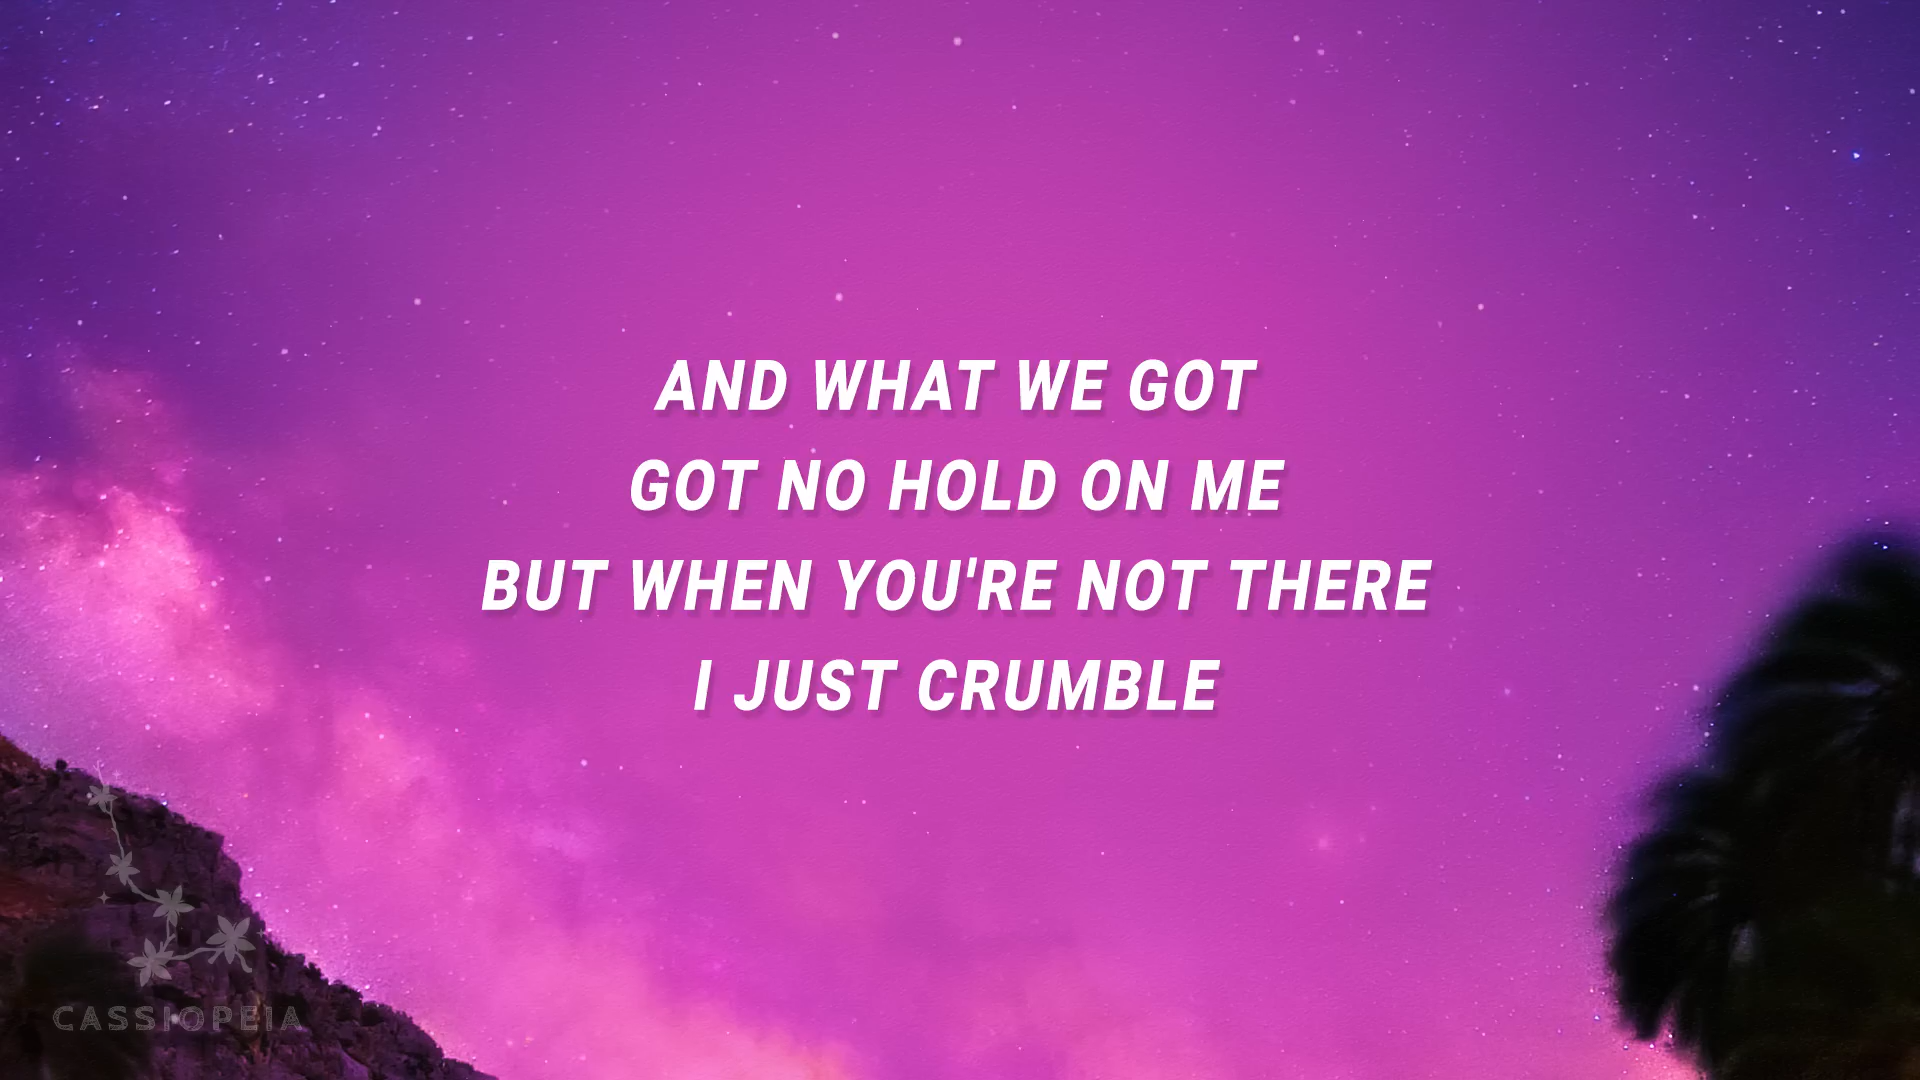 AND WHAT WE GOT
GOT NO HOLD ON ME
BUT WHEN YOU'RE NOT THERE
I JUST CRUMBLE
CASSIOPEIA